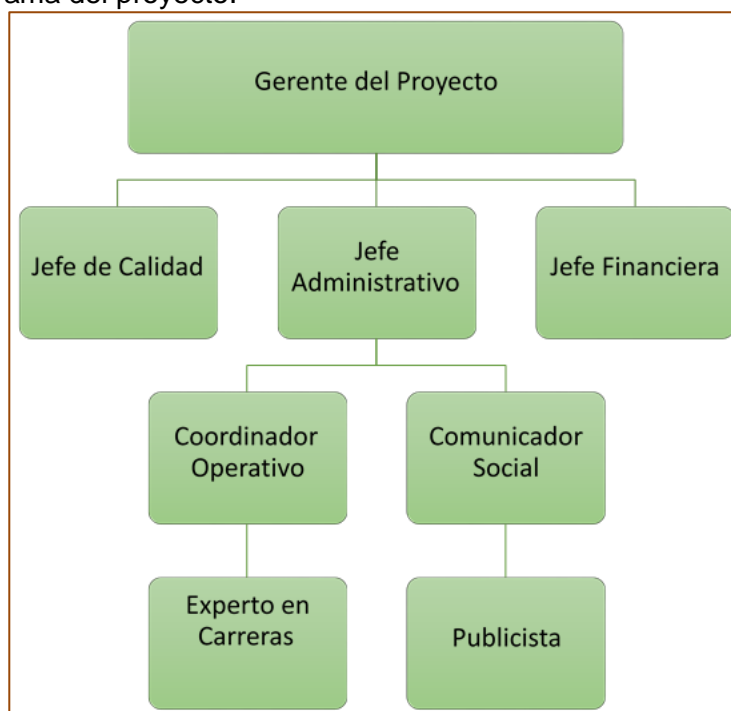 ama del proyecto.
Gerente del Proyecto
Jefe de Calidad
Jefe
Administrativo
Jefe Financiera
Coordinador
Operativo
Comunicador
Social
Experto en
Carreras
Publicista